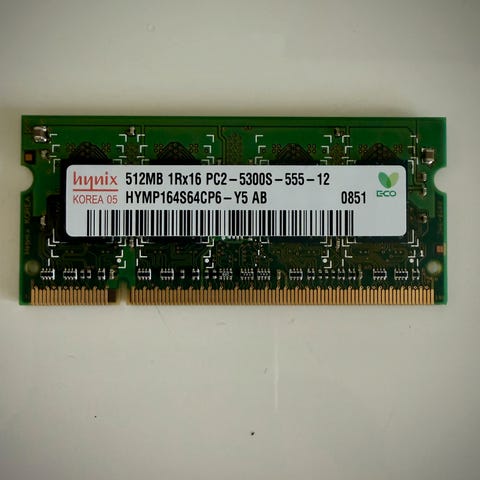 hynix
KOREA 05
512MB 1Rx16 PC2-5300S-555-12
HYMP164S64CP6-Y5 AB
0851
ECO